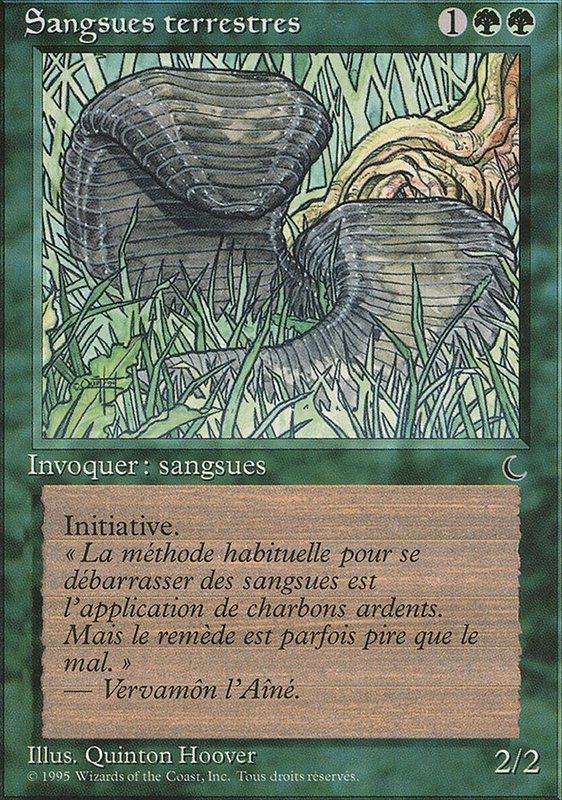 Sangsues terrestres 1
Invoquer : sangsues
Initiative.
« La méthode habituelle pour se
débarrasser des sangsues est
l'application de charbons ardents.
Mais le remède est parfois pire que le
mal. »
— Vervamôn l'Aîné.
Illus. Quinton Hoover
2/2
© 1995 Wizards of the Coast, Inc. Tous droits réservés.